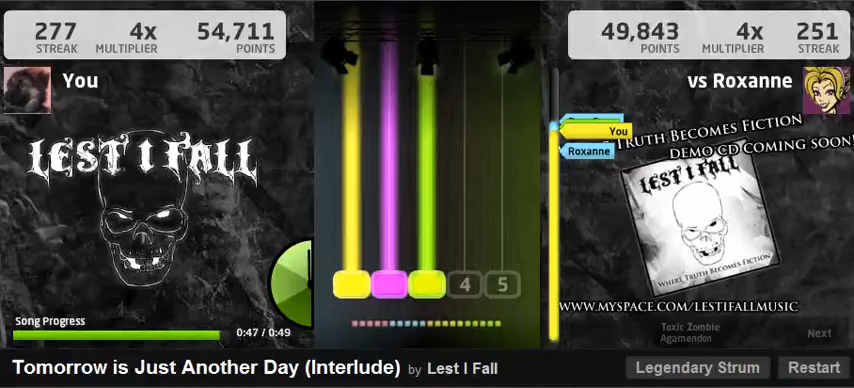 277
STREAK
4x
MULTIPLIER
54,711
POINTS
49,843
POINTS
4x
MULTIPLIER
251
STREAK
You
vs Roxanne
LEST I FALL
You
Roxanne
TRUTH BECOMES FICTION
DEMO CD COMING SOON!
LEST I FALL
WHERE TRUTH BECOMES FICTION
4
5
WWW.MYSPACE.COM/LESTIFALLMUSIC
Song Progress
0:47 / 0:49
Toxic Zombie
Agamendon
Next
Tomorrow is Just Another Day (Interlude) by Lest I Fall
Legendary Strum
Restart